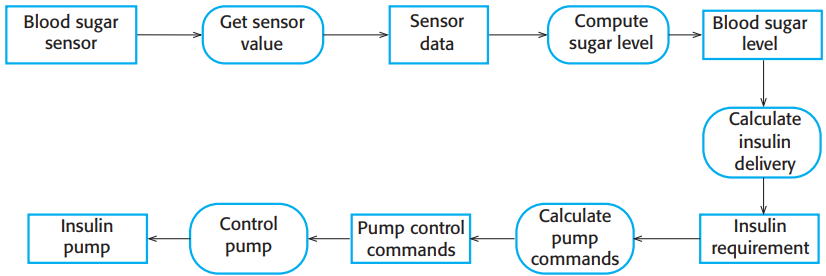 Blood sugar
sensor
Get sensor
value
Sensor
data
Compute
sugar level
Blood sugar
level
Calculate
insulin
delivery
Insulin
requirement
Calculate
pump
commands
Pump control
commands
Control
pump
Insulin
pump